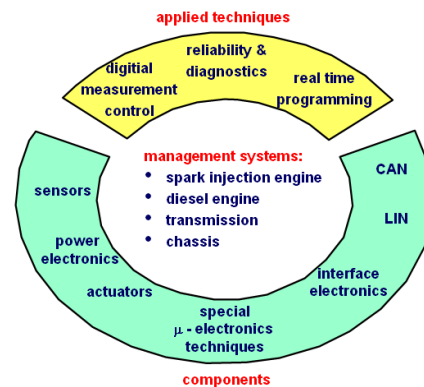 applied techniques
reliability &
diagnostics
digitial
measurement
control
real time
programming
management systems:
• spark injection engine
• diesel engine
• transmission
• chassis
CAN
LIN
sensors
power
electronics
actuators
interface
electronics
special
μ - electronics
techniques
components